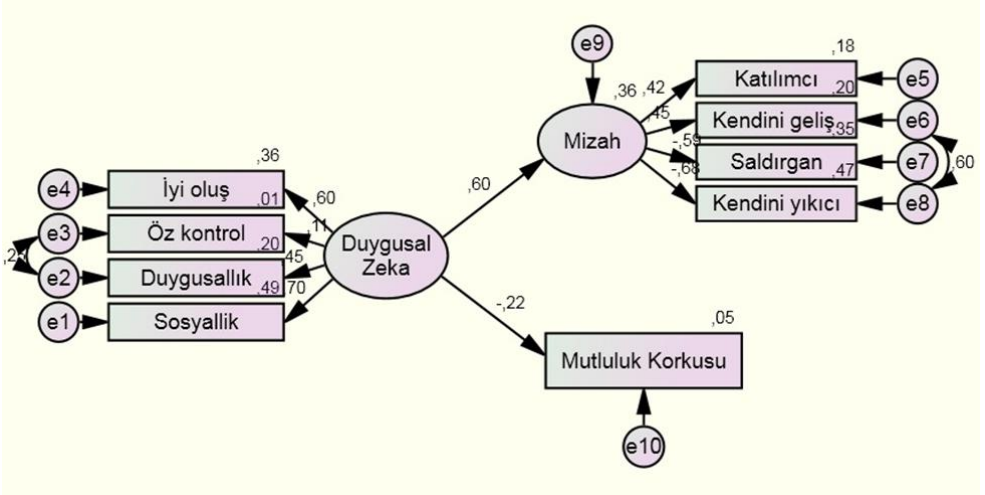 e9
,18
Katılımcı
e5
,36
,42
,20
Kendini geliş
e6
,45
,35
Mizah
Saldırgan
e7
,60
-,59
,47
Kendini yıkıcı
e8
-,68
,36
e4
İyi oluş
,60
,60
,01
e3
Öz kontrol
,11
,20
Duygusal
Zeka
e2
Duygusallık
,45
,49
,70
e1
Sosyallik
-,22
,05
Mutluluk Korkusu
e10